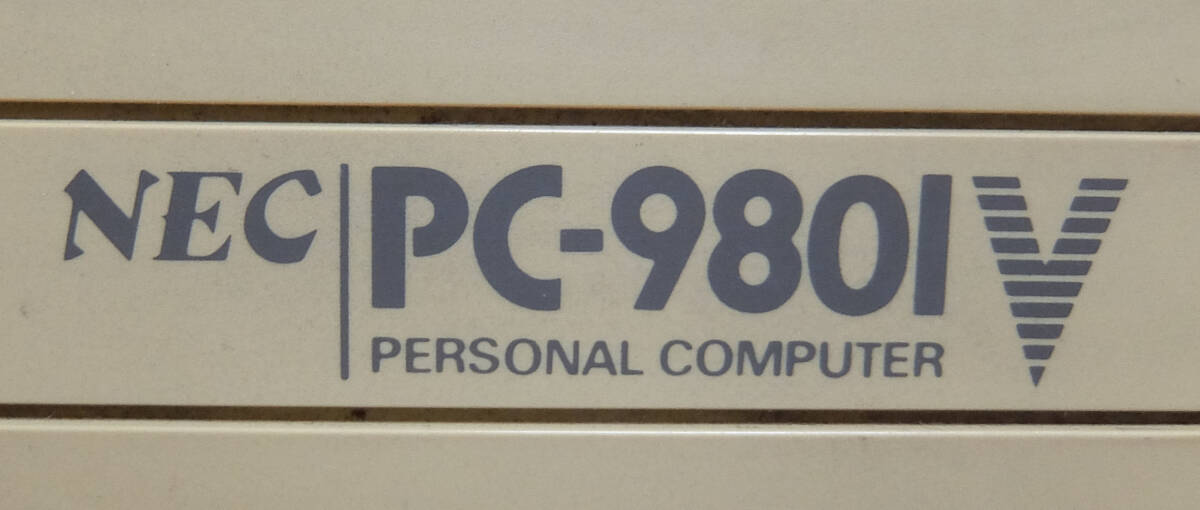 NEC PC-9801V
PERSONAL COMPUTER